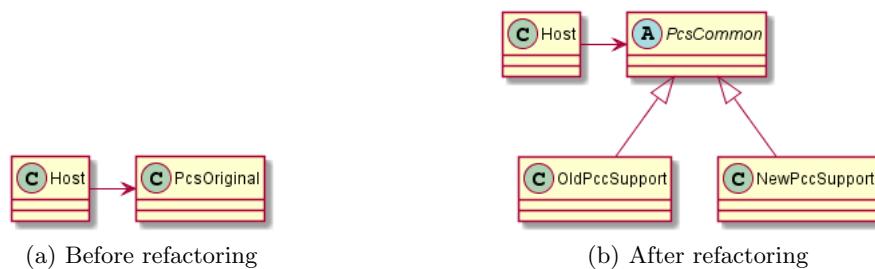 C Host
A PcsCommon
C Host
C PcsOriginal
C OldPccSupport
C NewPccSupport
(a) Before refactoring
(b) After refactoring